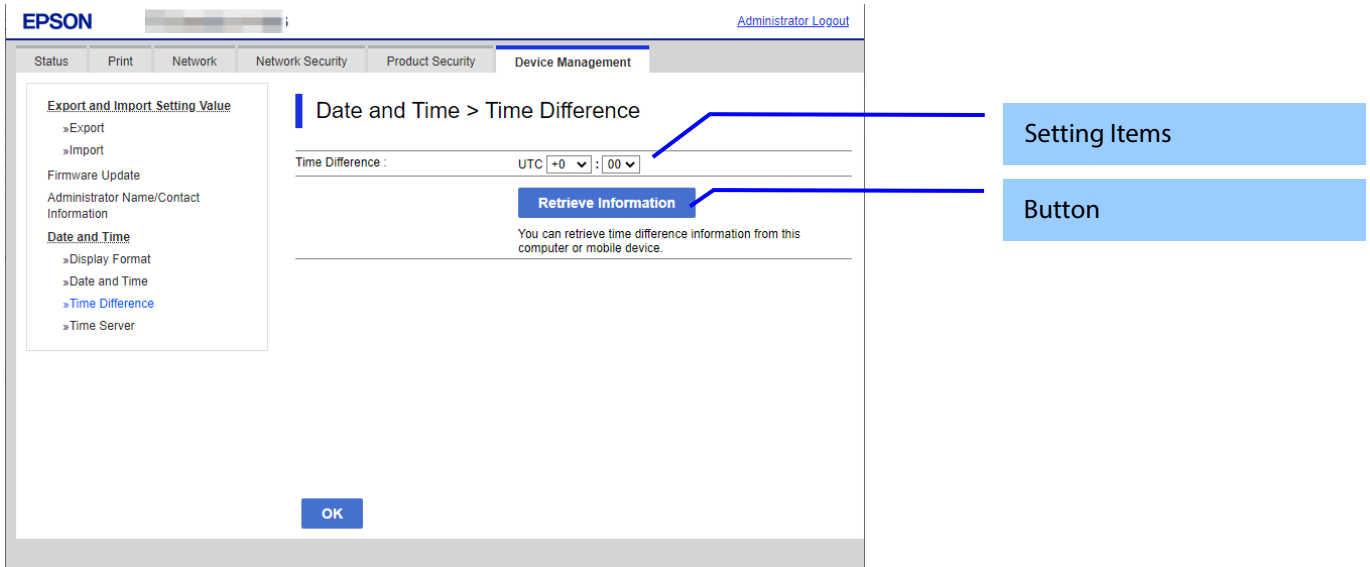 EPSON
Administrator Logout
Status Print Network Network Security Product Security Device Management
Export and Import Setting Value
»Export
»Import
Firmware Update
Administrator Name/Contact
Information
Date and Time
»Display Format
»Date and Time
»Time Difference
»Time Server
Date and Time > Time Difference
Time Difference : UTC +0 : 00
Retrieve Information
You can retrieve time difference information from this
computer or mobile device.
OK
Setting Items
Button